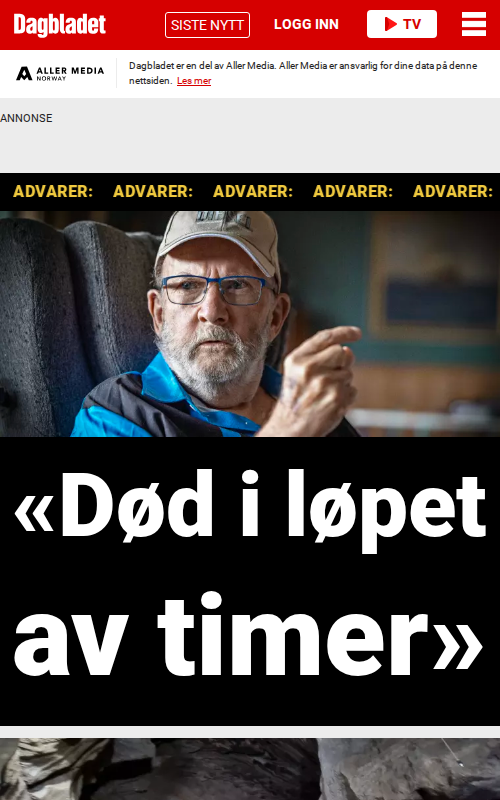 Dagbladet
SISTE NYTT
LOGG INN
TV
ALLER MEDIA
NORWAY
Dagbladet er en del av Aller Media. Aller Media er ansvarlig for dine data på denne
nettsiden. Les mer
ANNONSE
ADVARER: ADVARER: ADVARER: ADVARER: ADVARER:
«Død i løpet
av timer»